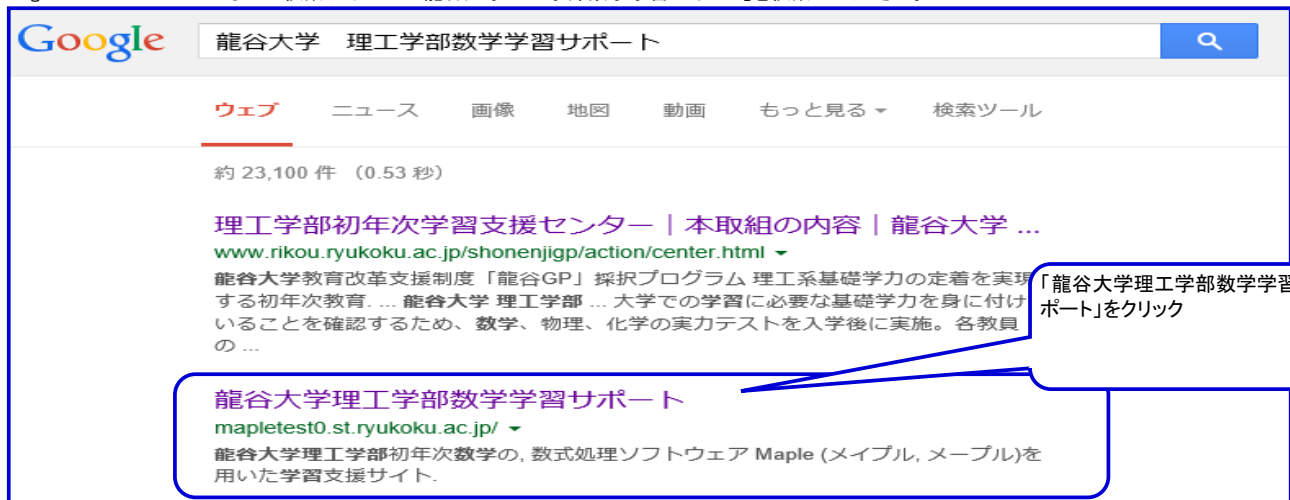 Google 龍谷大学　理工学部数学学習サポート
ウェブ ニュース 画像 地図 動画 もっと見る 検索ツール
約 23,100 件 （0.53 秒）
理工学部初年次学習支援センター｜本取組の内容｜龍谷大学 ...
www.rikou.ryukoku.ac.jp/shonenjigp/action/center.html
龍谷大学教育改革支援制度「龍谷GP」採択プログラム 理工系基礎学力の定着を実現
する初年次教育. ... 龍谷大学 理工学部 ... 大学での学習に必要な基礎学力を身に付け
いることを確認するため、数学、物理、化学の実力テストを入学後に実施。各教員
の ...
「龍谷大学理工学部数学学習
ポート」をクリック
龍谷大学理工学部数学学習サポート
mapletest0.st.ryukoku.ac.jp/
龍谷大学理工学部初年次数学の, 数式処理ソフトウェア Maple (メイプル, メープル)を
用いた学習支援サイト.